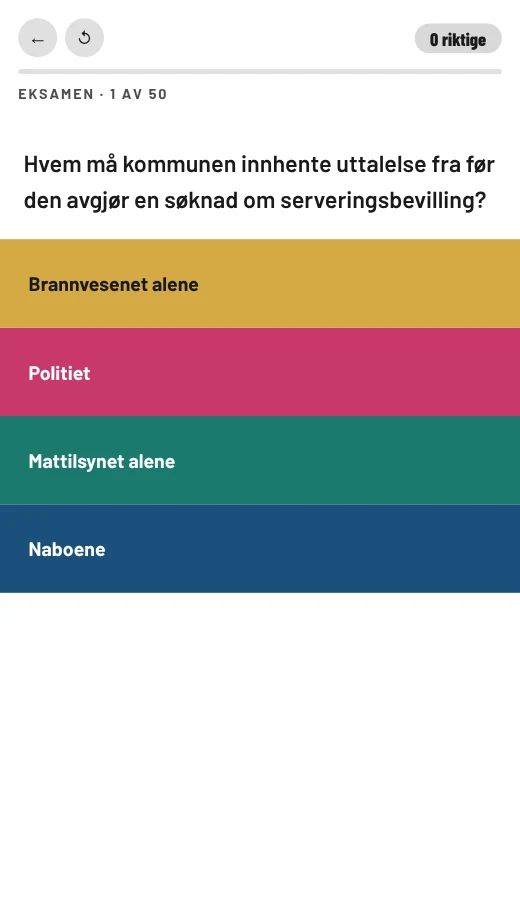 ←
0 riktige
EKSAMEN · 1 AV 50
Hvem må kommunen innhente uttalelse fra før
den avgjør en søknad om serveringsbevilling?
Brannvesenet alene
Politiet
Mattilsynet alene
Naboene